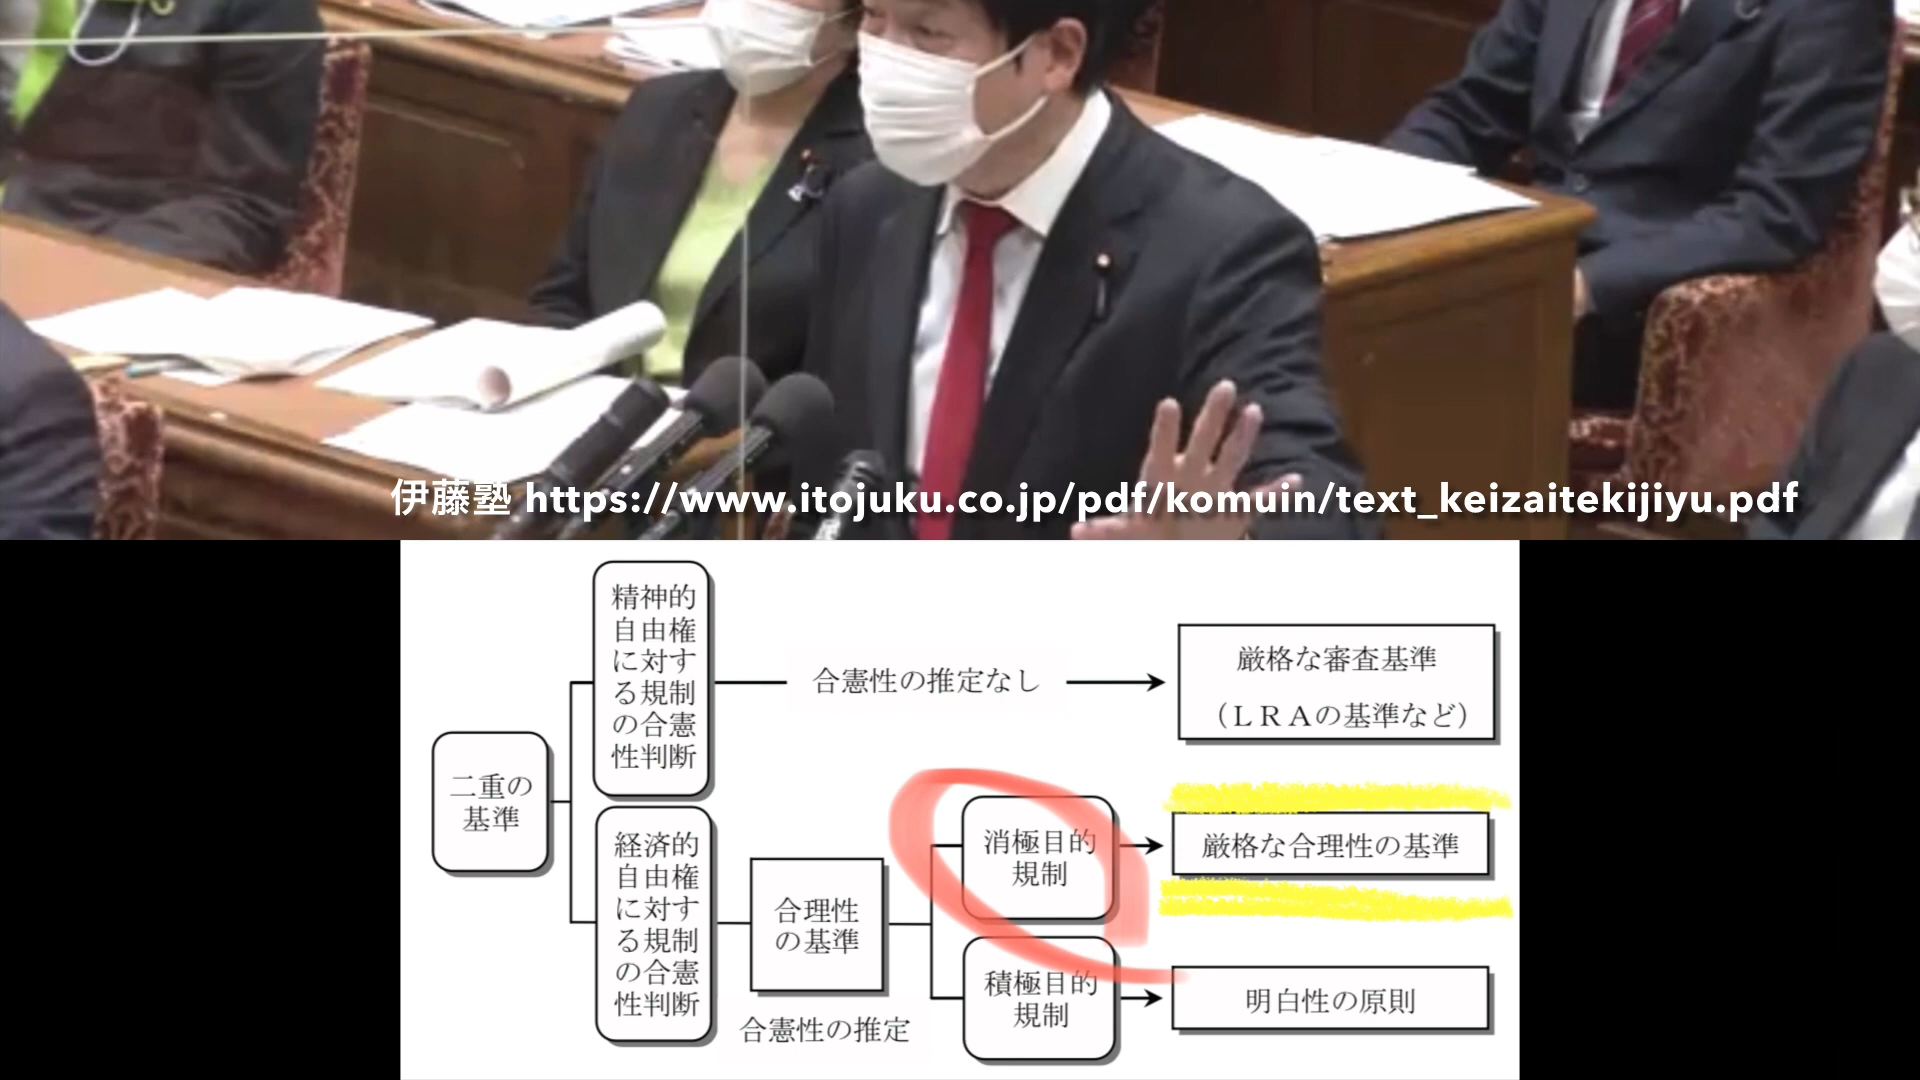 伊藤塾 https://www.itojuku.co.jp/pdf/komuin/text_keizaitekijiyu.pdf
二重の
基準
精神的
自由権
に対す
る規制
の合憲
性判断
合憲性の推定なし
厳格な審査基準
（ＬＲＡの基準など）
経済的
自由権
に対す
る規制
の合憲
性判断
合理性
の基準
合憲性の推定
消極目的
規制
厳格な合理性の基準
積極目的
規制
明白性の原則